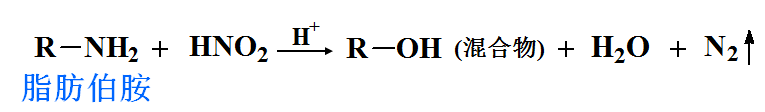 R—NH₂ + HNO₂ —H⁺→ R—OH (混合物) + H₂O + N₂↑
脂肪伯胺